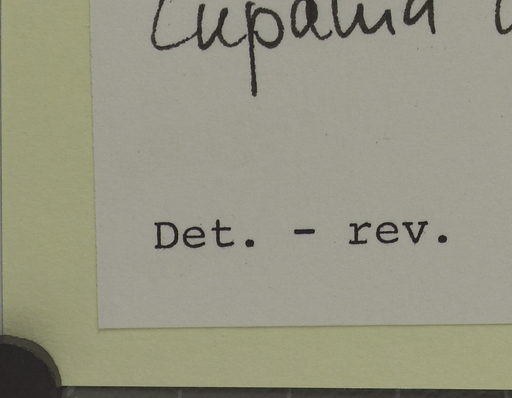 Cupania
Det. - rev.